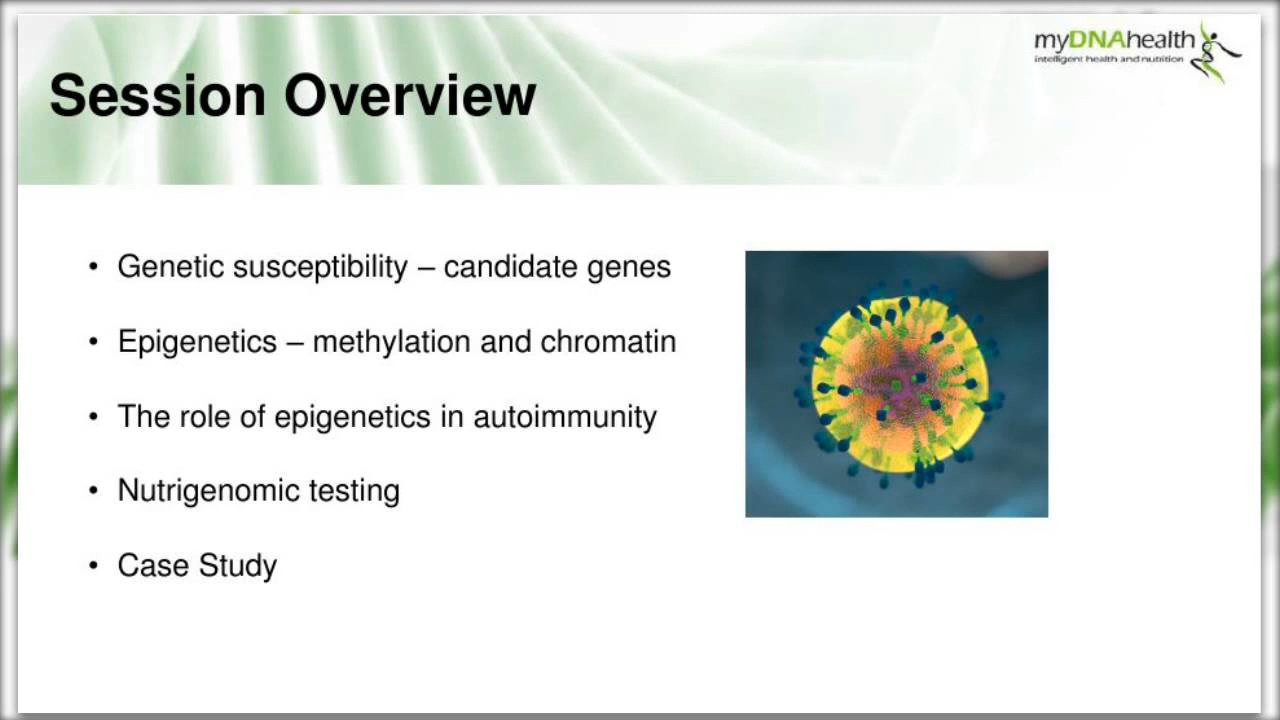 myDNAhealth
intelligent health and nutrition
Session Overview
• Genetic susceptibility – candidate genes
• Epigenetics – methylation and chromatin
• The role of epigenetics in autoimmunity
• Nutrigenomic testing
• Case Study